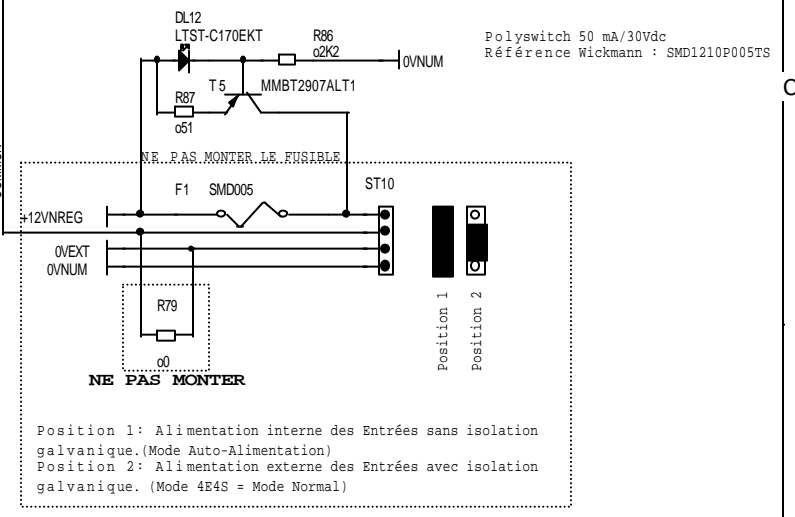 DL12
LTST-C170EKT
R86
o2K2
0VNUM
Polyswitch 50 mA/30Vdc
Référence Wickmann : SMD1210P005TS
C
T5
MMBT2907ALT1
R87
o51
NE PAS MONTER LE FUSIBLE
F1 SMD005
ST10
+12VNREG
0VEXT
0VNUM
R79
o0
NE PAS MONTER
Position 1
Position 2
Position 1: Alimentation interne des Entrées sans isolation
galvanique.(Mode Auto-Alimentation)
Position 2: Alimentation externe des Entrées avec isolation
galvanique. (Mode 4E4S = Mode Normal)